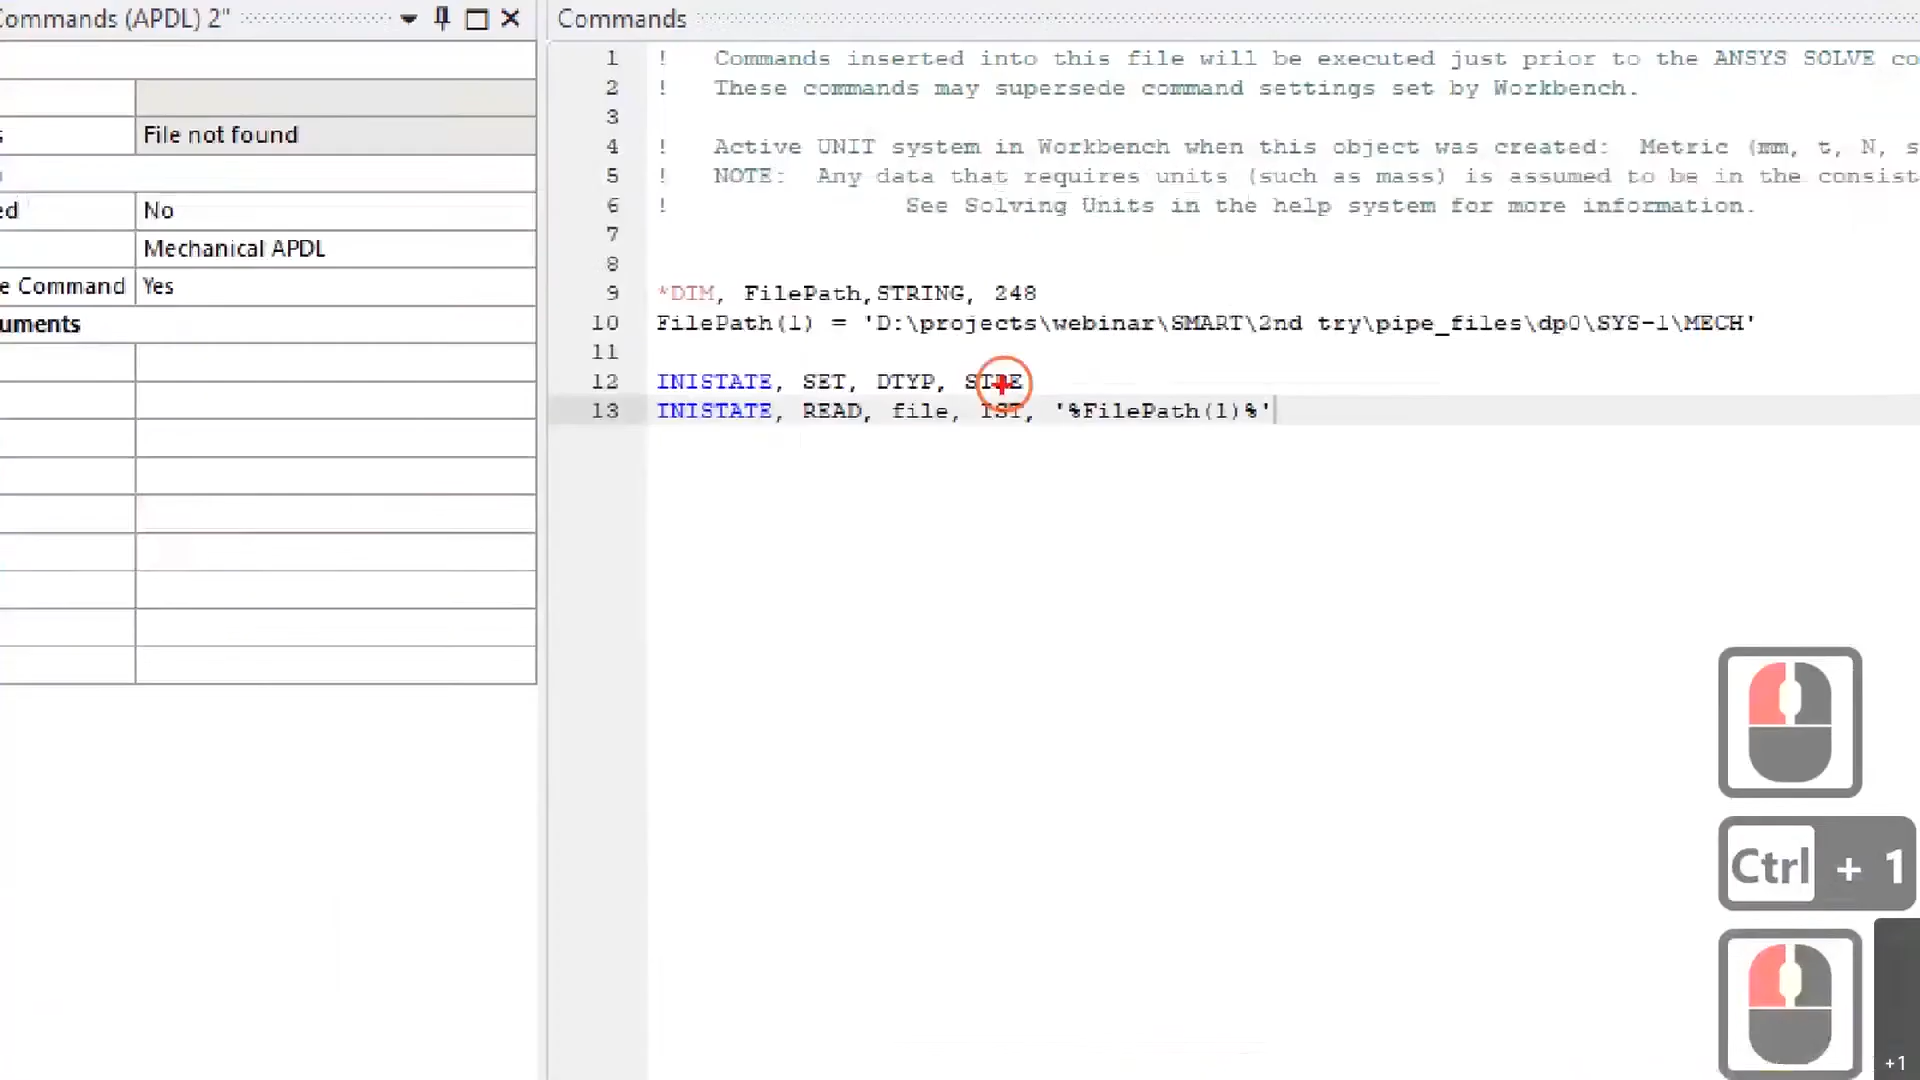 Commands (APDL) 2"
File not found
ed No
Mechanical APDL
e Command Yes
uments
Commands
1 ! Commands inserted into this file will be executed just prior to the ANSYS SOLVE co
2 ! These commands may supersede command settings set by Workbench.
3
4 ! Active UNIT system in Workbench when this object was created: Metric (mm, t, N, s
5 ! NOTE: Any data that requires units (such as mass) is assumed to be in the consist
6 ! See Solving Units in the help system for more information.
7
8
9 *DIM, FilePath,STRING, 248
10 FilePath(1) = 'D:\projects\webinar\SMART\2nd try\pipe_files\dp0\SYS-1\MECH'
11
12 INISTATE, SET, DTYP,
13 INISTATE, READ, file, IST, '%FilePath(1)%'
Ctrl + 1
+1